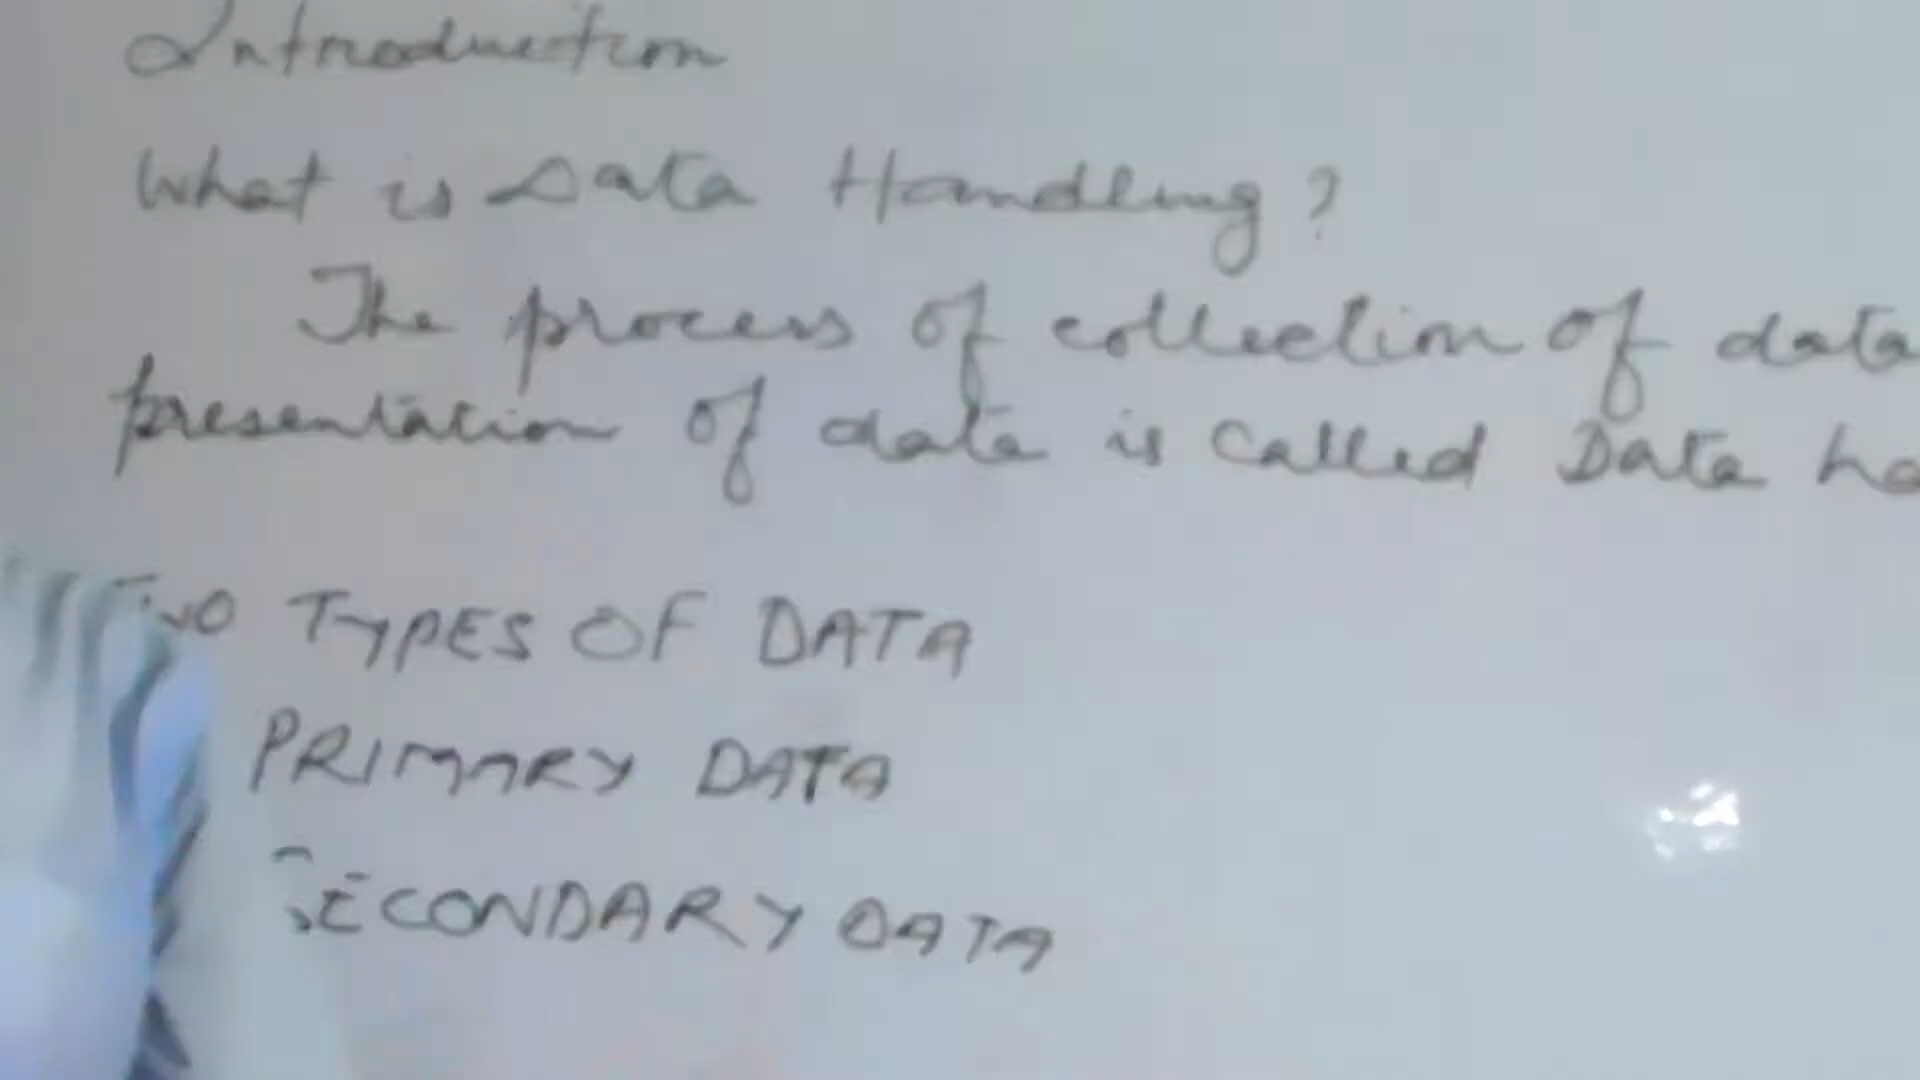 Introduction
What is Data Handling?
The process of collection of data
presentation of data is called Data
TYPES OF DATA
PRIMARY DATA
SECONDARY DATA